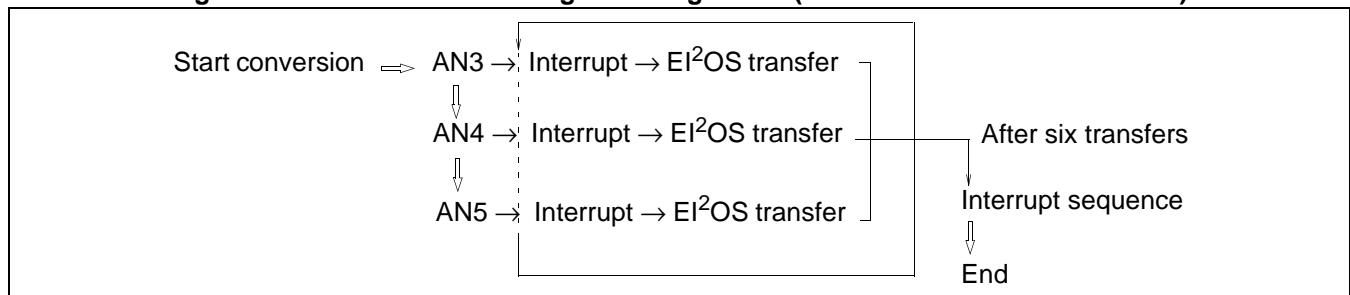 Start conversion ⇒ AN3 → Interrupt → EI²OS transfer
AN4 → Interrupt → EI²OS transfer
After six transfers
AN5 → Interrupt → EI²OS transfer
Interrupt sequence
End